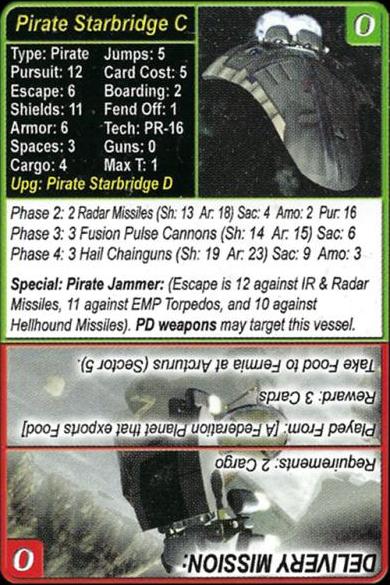 Pirate Starbridge C
0
Type: Pirate Jumps: 5
Pursuit: 12 Card Cost: 5
Escape: 6 Boarding: 2
Shields: 11 Fend Off: 1
Armor: 6 Tech: PR-16
Spaces: 3 Guns: 0
Cargo: 4 Max T: 1
Upg: Pirate Starbridge D
Phase 2: 2 Radar Missiles (Sh: 13 Ar: 18) Sac: 4 Amo: 2 Pur: 16
Phase 3: 3 Fusion Pulse Cannons (Sh: 14 Ar: 15) Sac: 6
Phase 4: 3 Hail Chainguns (Sh: 19 Ar: 23) Sac: 9 Amo: 3
Special: Pirate Jammer: (Escape is 12 against IR & Radar
Missiles, 11 against EMP Torpedos, and 10 against
Hellhound Missiles). PD weapons may target this vessel.
DELIVERY MISSION:
0
Requirements: 2 Cargo
Played From: [A Federation Planet that exports Food]
Reward: 3 Cards
Take Food to Fermia at Arcturus (Sector 5).